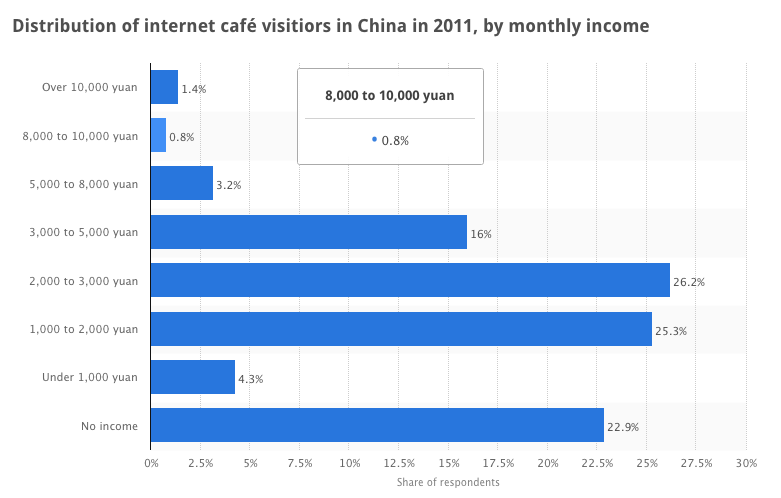 Distribution of internet café visitiors in China in 2011, by monthly income
Over 10,000 yuan 1.4%
8,000 to 10,000 yuan
0.8%
8,000 to 10,000 yuan 0.8%
5,000 to 8,000 yuan 3.2%
3,000 to 5,000 yuan 16%
2,000 to 3,000 yuan 26.2%
1,000 to 2,000 yuan 25.3%
Under 1,000 yuan 4.3%
No income 22.9%
0% 2.5% 5% 7.5% 10% 12.5% 15% 17.5% 20% 22.5% 25% 27.5% 30%
Share of respondents